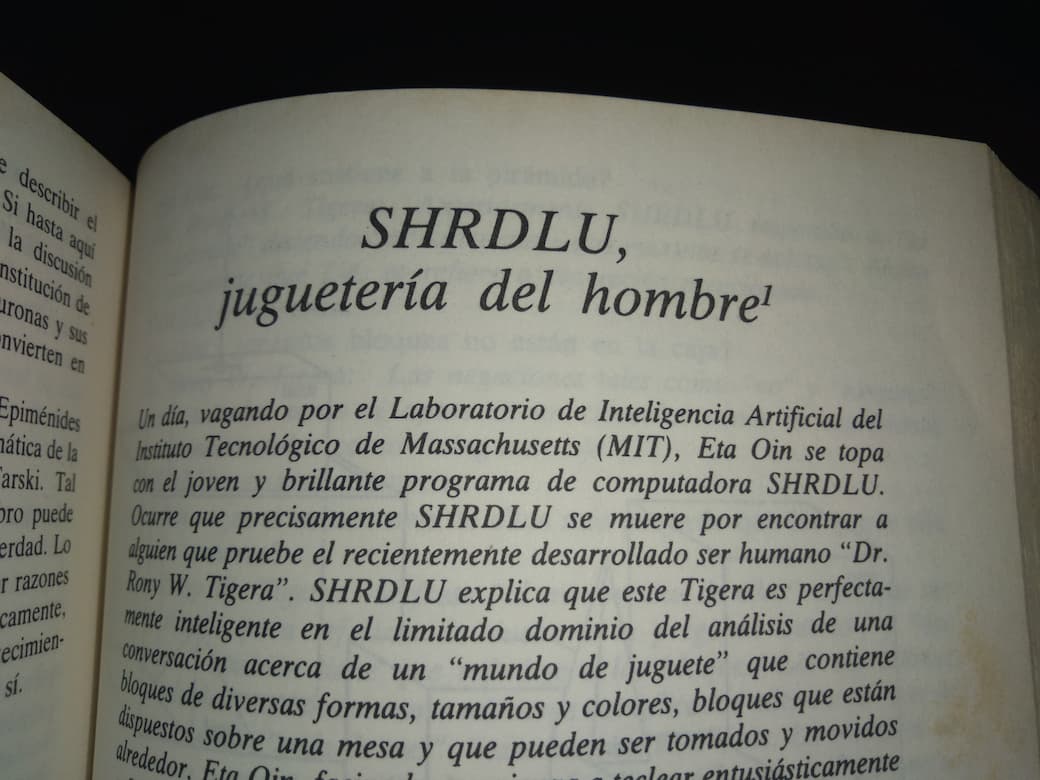 e describir el
Si hasta aquí
la discusión
nstitución de
uronas y sus
nvierten en
Epiménides
nática de la
Tarski. Tal
bro puede
erdad. Lo
r razones
camente,
ecimien-
sí.
SHRDLU,
juguetería del hombre¹
Un día, vagando por el Laboratorio de Inteligencia Artificial del
Instituto Tecnológico de Massachusetts (MIT), Eta Oin se topa
con el joven y brillante programa de computadora SHRDLU.
Ocurre que precisamente SHRDLU se muere por encontrar a
alguien que pruebe el recientemente desarrollado ser humano “Dr.
Rony W. Tigera”. SHRDLU explica que este Tigera es perfecta-
mente inteligente en el limitado dominio del análisis de una
conversación acerca de un “mundo de juguete” que contiene
bloques de diversas formas, tamaños y colores, bloques que están
dispuestos sobre una mesa y que pueden ser tomados y movidos
alrededor. Eta Oin, a teclear entusiásticamente